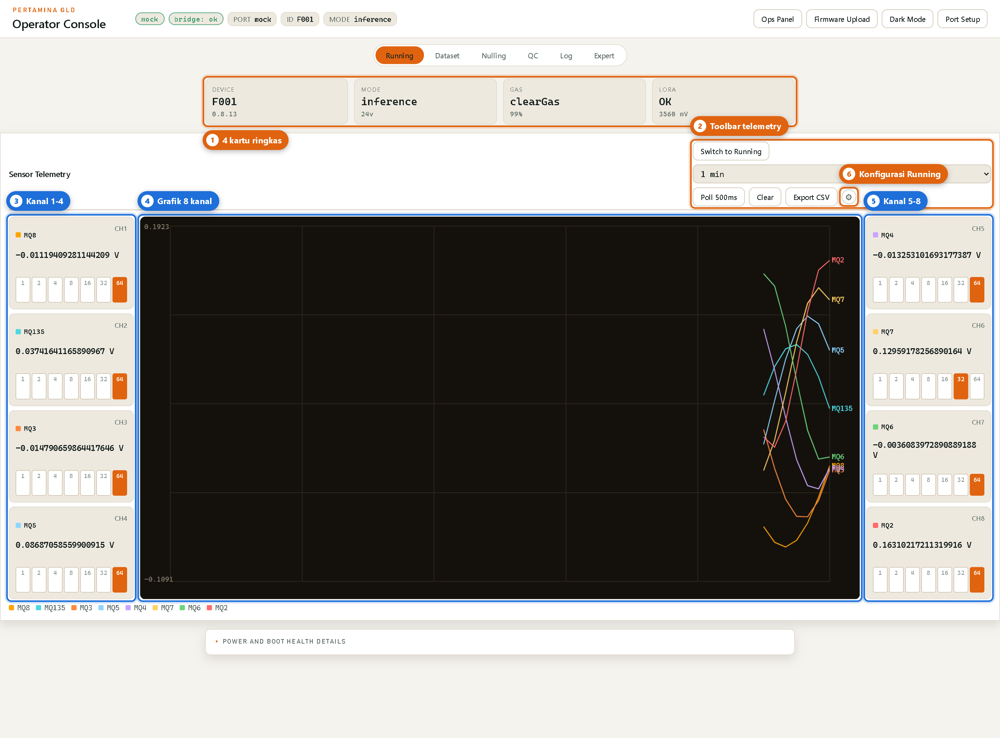 PERTAMINA GLD
Operator Console
mock
bridge: ok
PORT mock
ID F001
MODE inference
Ops Panel
Firmware Upload
Dark Mode
Port Setup
Running
Dataset
Nulling
QC
Log
Expert
DEVICE
F001
0.8.13
MODE
inference
24v
GAS
clearGas
99%
LORA
OK
3560 mV
1 4 kartu ringkas
2 Toolbar telemetry
Switch to Running
Sensor Telemetry
1 min
6 Konfigurasi Running
Poll 500ms
Clear
Export CSV
3 Kanal 1-4
4 Grafik 8 kanal
5 Kanal 5-8
MQ8
CH1
-0.01119409281144209 V
1 2 4 8 16 32 64
MQ135
CH2
0.03741641165890967 V
1 2 4 8 16 32 64
MQ3
CH3
-0.014790659864417646 V
1 2 4 8 16 32 64
MQ5
CH4
0.08687058559900915 V
1 2 4 8 16 32 64
0.1923
-0.1091
MQ2
MQ7
MQ5
MQ135
MQ6
MQ8
MQ3
MQ4
CH5
-0.013253101693177387 V
1 2 4 8 16 32 64
MQ7
CH6
0.12959178256890164 V
1 2 4 8 16 32 64
MQ6
CH7
-0.0036083972890889188
V
1 2 4 8 16 32 64
MQ2
CH8
0.16310217211319916 V
1 2 4 8 16 32 64
MQ8 MQ135 MQ3 MQ5 MQ4 MQ7 MQ6 MQ2
POWER AND BOOT HEALTH DETAILS